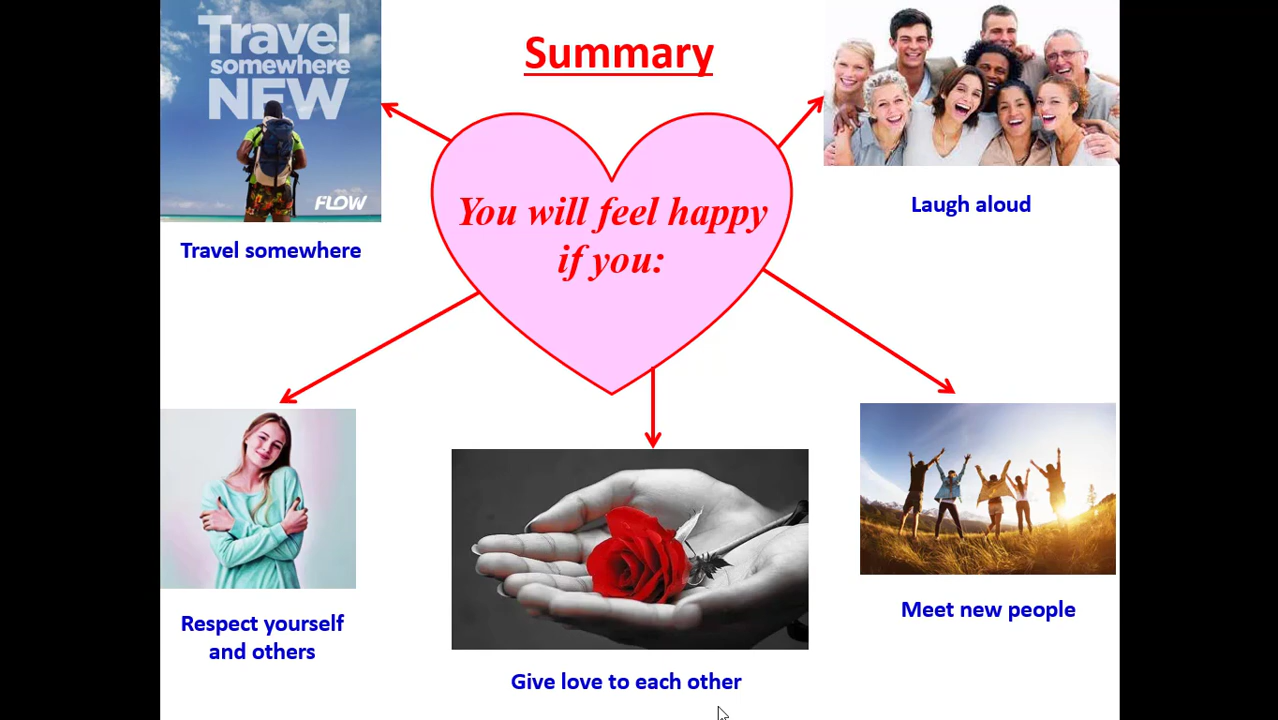 Summary
Travel
somewhere
NEW
FLOW
Travel somewhere
You will feel happy
if you:
Laugh aloud
Respect yourself
and others
Give love to each other
Meet new people